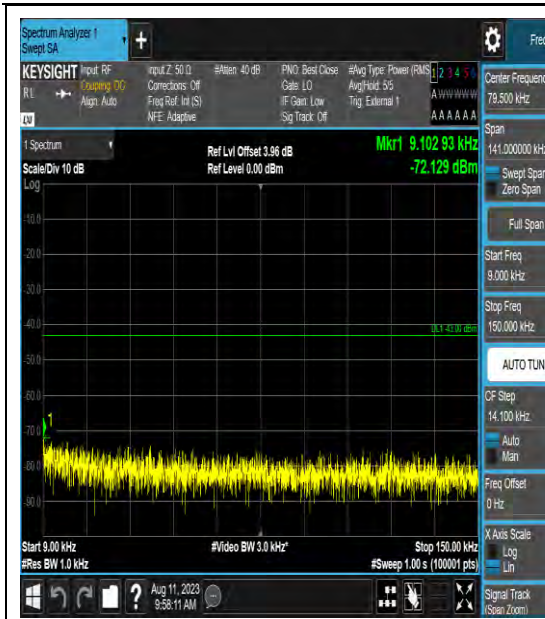 Spectrum Analyzer 1
Swept SA
+
KEYSIGHT
Input: RF
Coupling: DC
Align: Auto
Input Z: 50 Ω
Corrections: Off
Freq Ref: Int (S)
NFE: Adaptive
#Atten: 40 dB
PNO: Best Close
Gate: LO
IF Gain: Low
Sig Track: Off
#Avg Type: Power (RMS
Avg|Hold: 5/5
Trig: External 1
1 2 3 4 5 6
A W W W W W
A A A A A A
1 Spectrum
Scale/Div 10 dB
Log
Ref Lvl Offset 3.96 dB
Ref Level 0.00 dBm
Mkr1 9.102 93 kHz
-72.129 dBm
-10.0
-20.0
-30.0
-40.0
DL1 -43.00 dBm
-50.0
-60.0
1
-70.0
-80.0
-90.0
Start 9.00 kHz
#Res BW 1.0 kHz
#Video BW 3.0 kHz*
Stop 150.00 kHz
#Sweep 1.00 s (100001 pts)
?
Aug 11, 2023
9:58:11 AM
Center Frequenc
79.500 kHz
Span
141.000000 kHz
Swept Span
Zero Span
Full Span
Start Freq
9.000 kHz
Stop Freq
150.000 kHz
AUTO TUN
CF Step
14.100 kHz
Auto
Man
Freq Offset
0 Hz
X Axis Scale
Log
Lin
Signal Track
(Span Zoom)